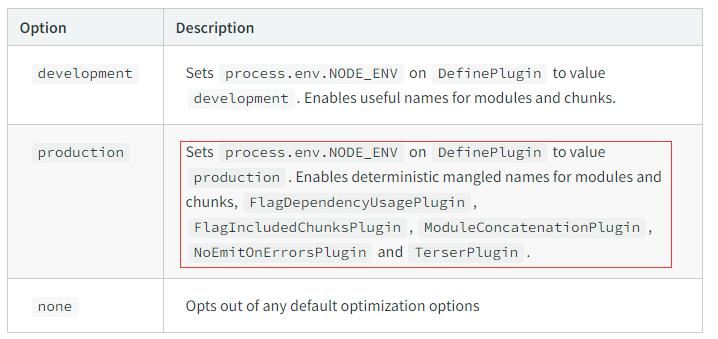 Option Description
development Sets process.env.NODE_ENV on DefinePlugin to value
development . Enables useful names for modules and chunks.
production Sets process.env.NODE_ENV on DefinePlugin to value
production . Enables deterministic mangled names for modules and
chunks, FlagDependencyUsagePlugin ,
FlagIncludedChunksPlugin , ModuleConcatenationPlugin ,
NoEmitOnErrorsPlugin and TerserPlugin .
none Opts out of any default optimization options